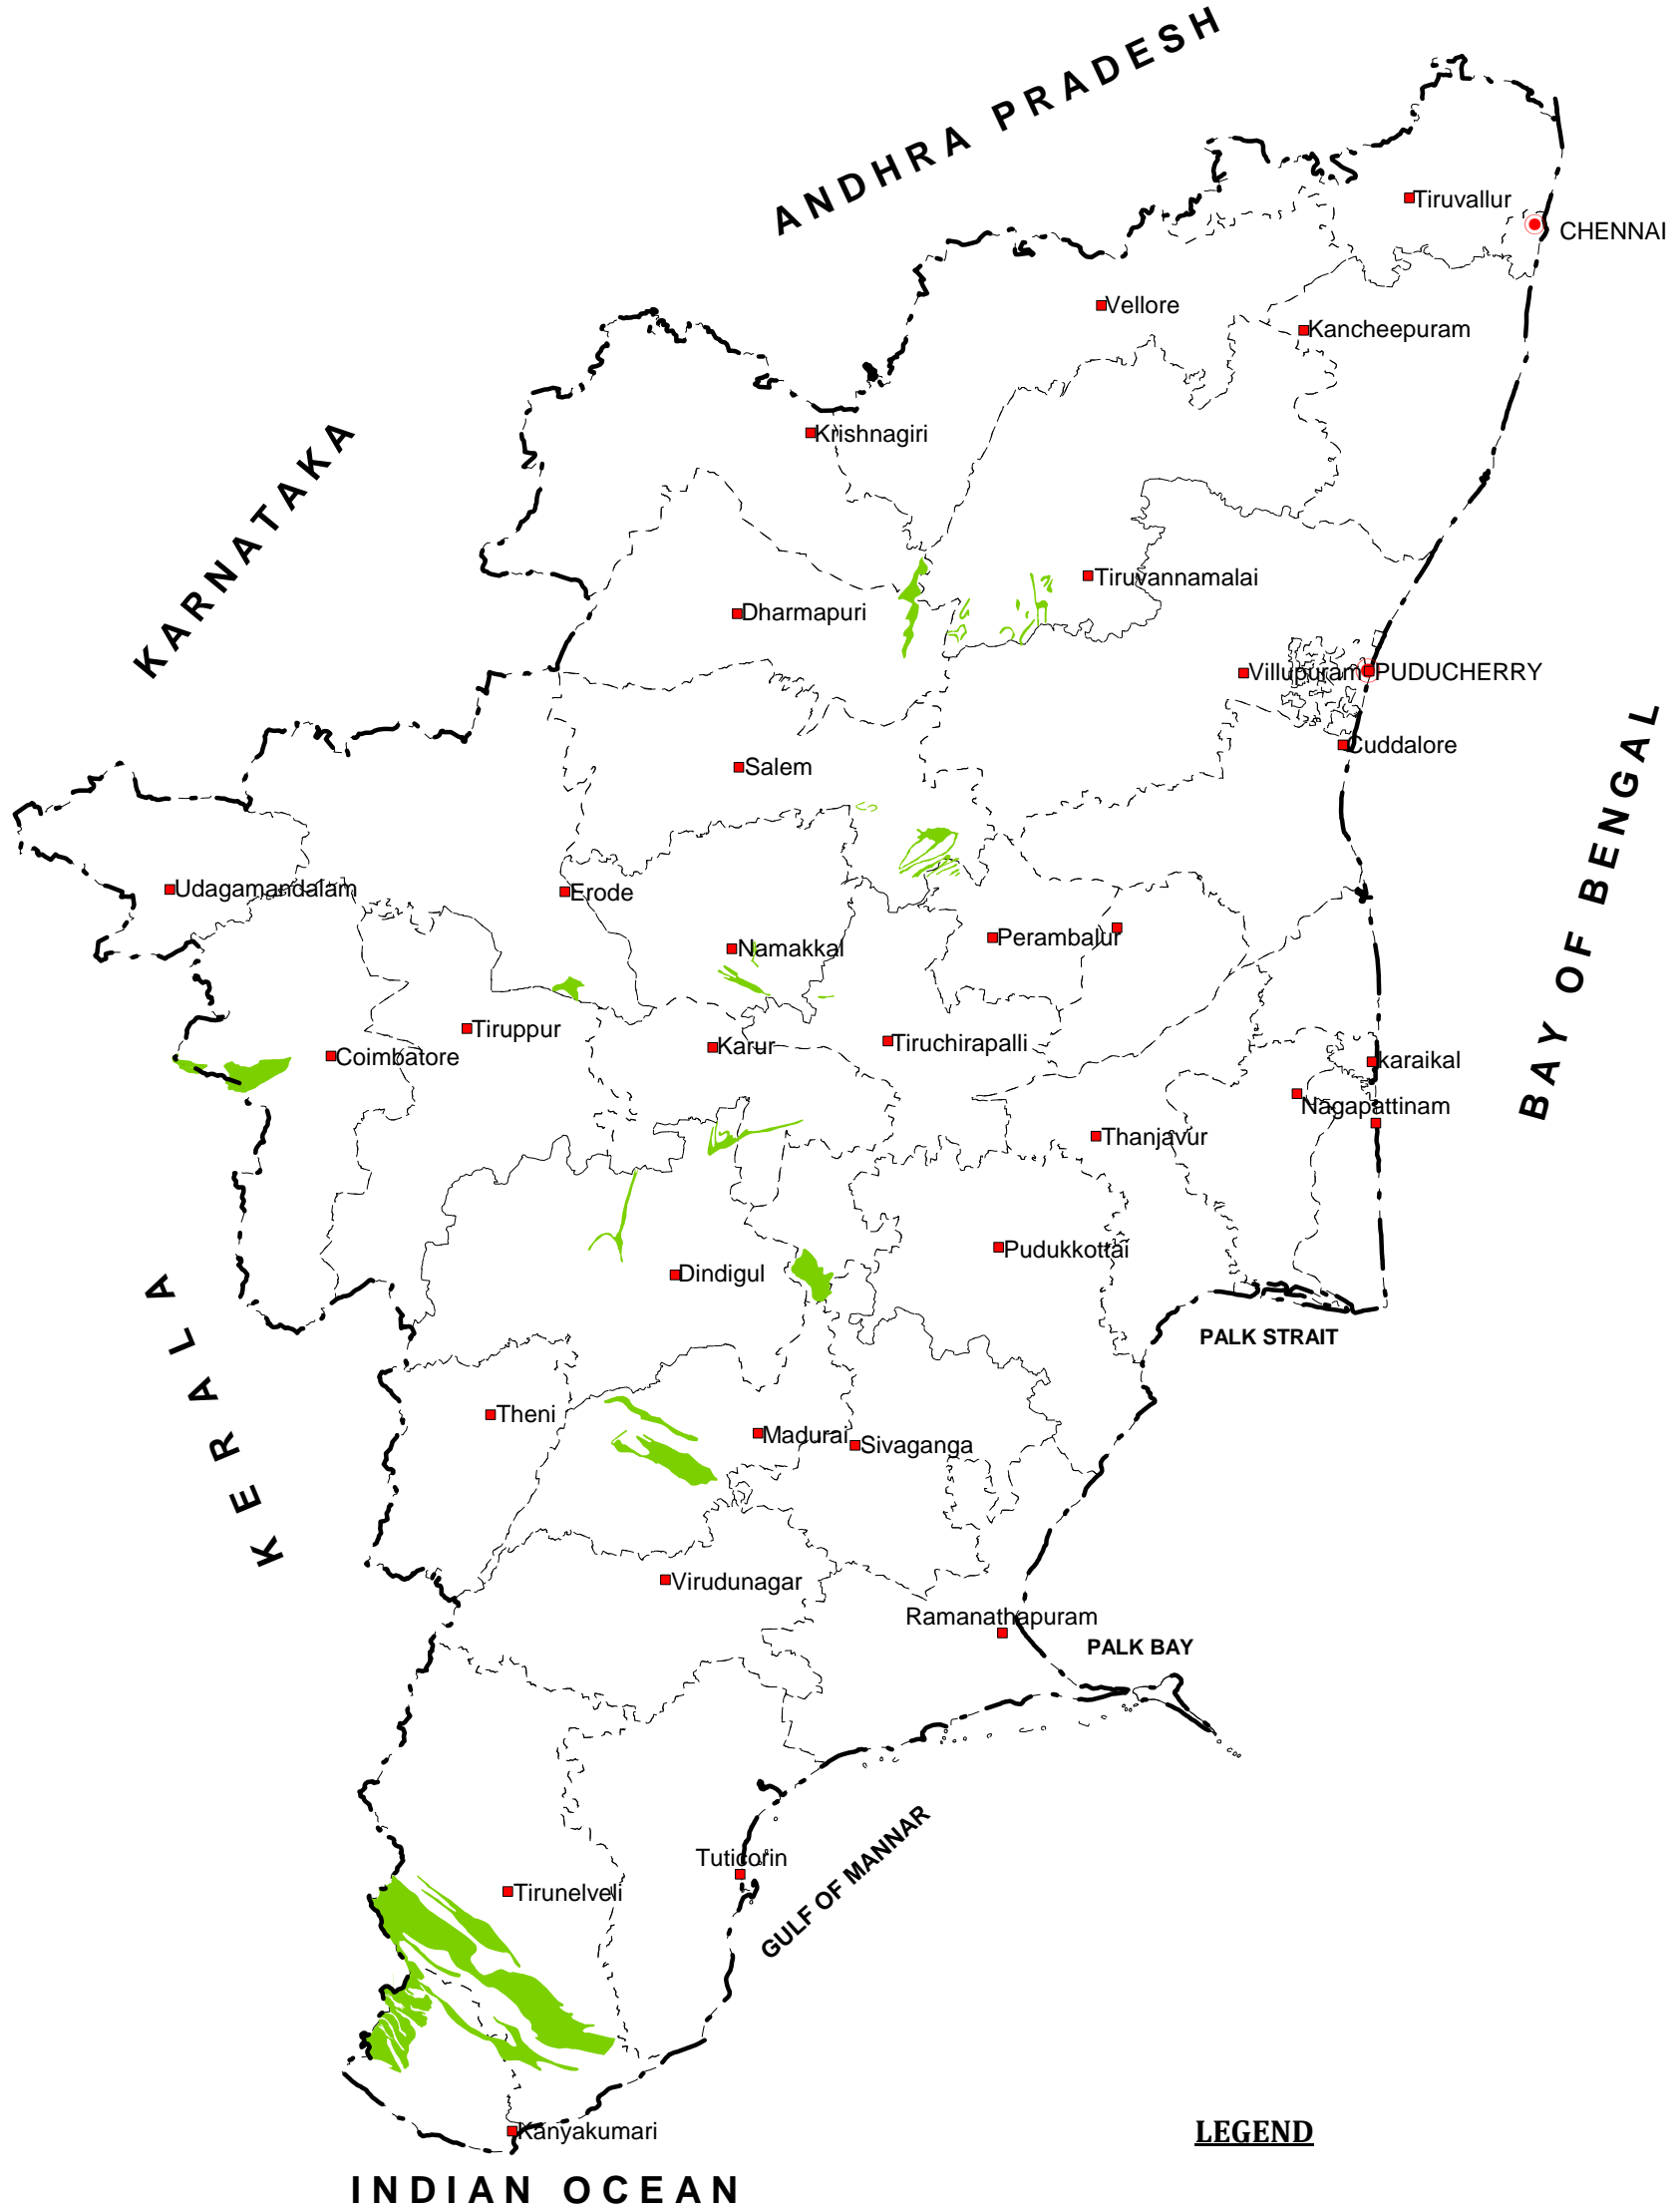 ANDHRA PRADESH
Tiruvallur
CHENNAI
Vellore
Kancheepuram
Krishnagiri
KARNATAKA
Tiruvannamalai
Dharmapuri
Villupuram
PUDUCHERRY
Cuddalore
Salem
BAY OF BENGAL
Udagamandalam
Erode
Namakkal
Perambalur
Tiruppur
Coimbatore
Karur
Tiruchirapalli
karaikal
Nagapattinam
Thanjavur
Pudukkottai
Dindigul
KERALA
PALK STRAIT
Theni
Madurai
Sivaganga
Virudunagar
Ramanathapuram
PALK BAY
Tuticorin
GULF OF MANNAR
Tirunelveli
Kanyakumari
LEGEND
INDIAN OCEAN